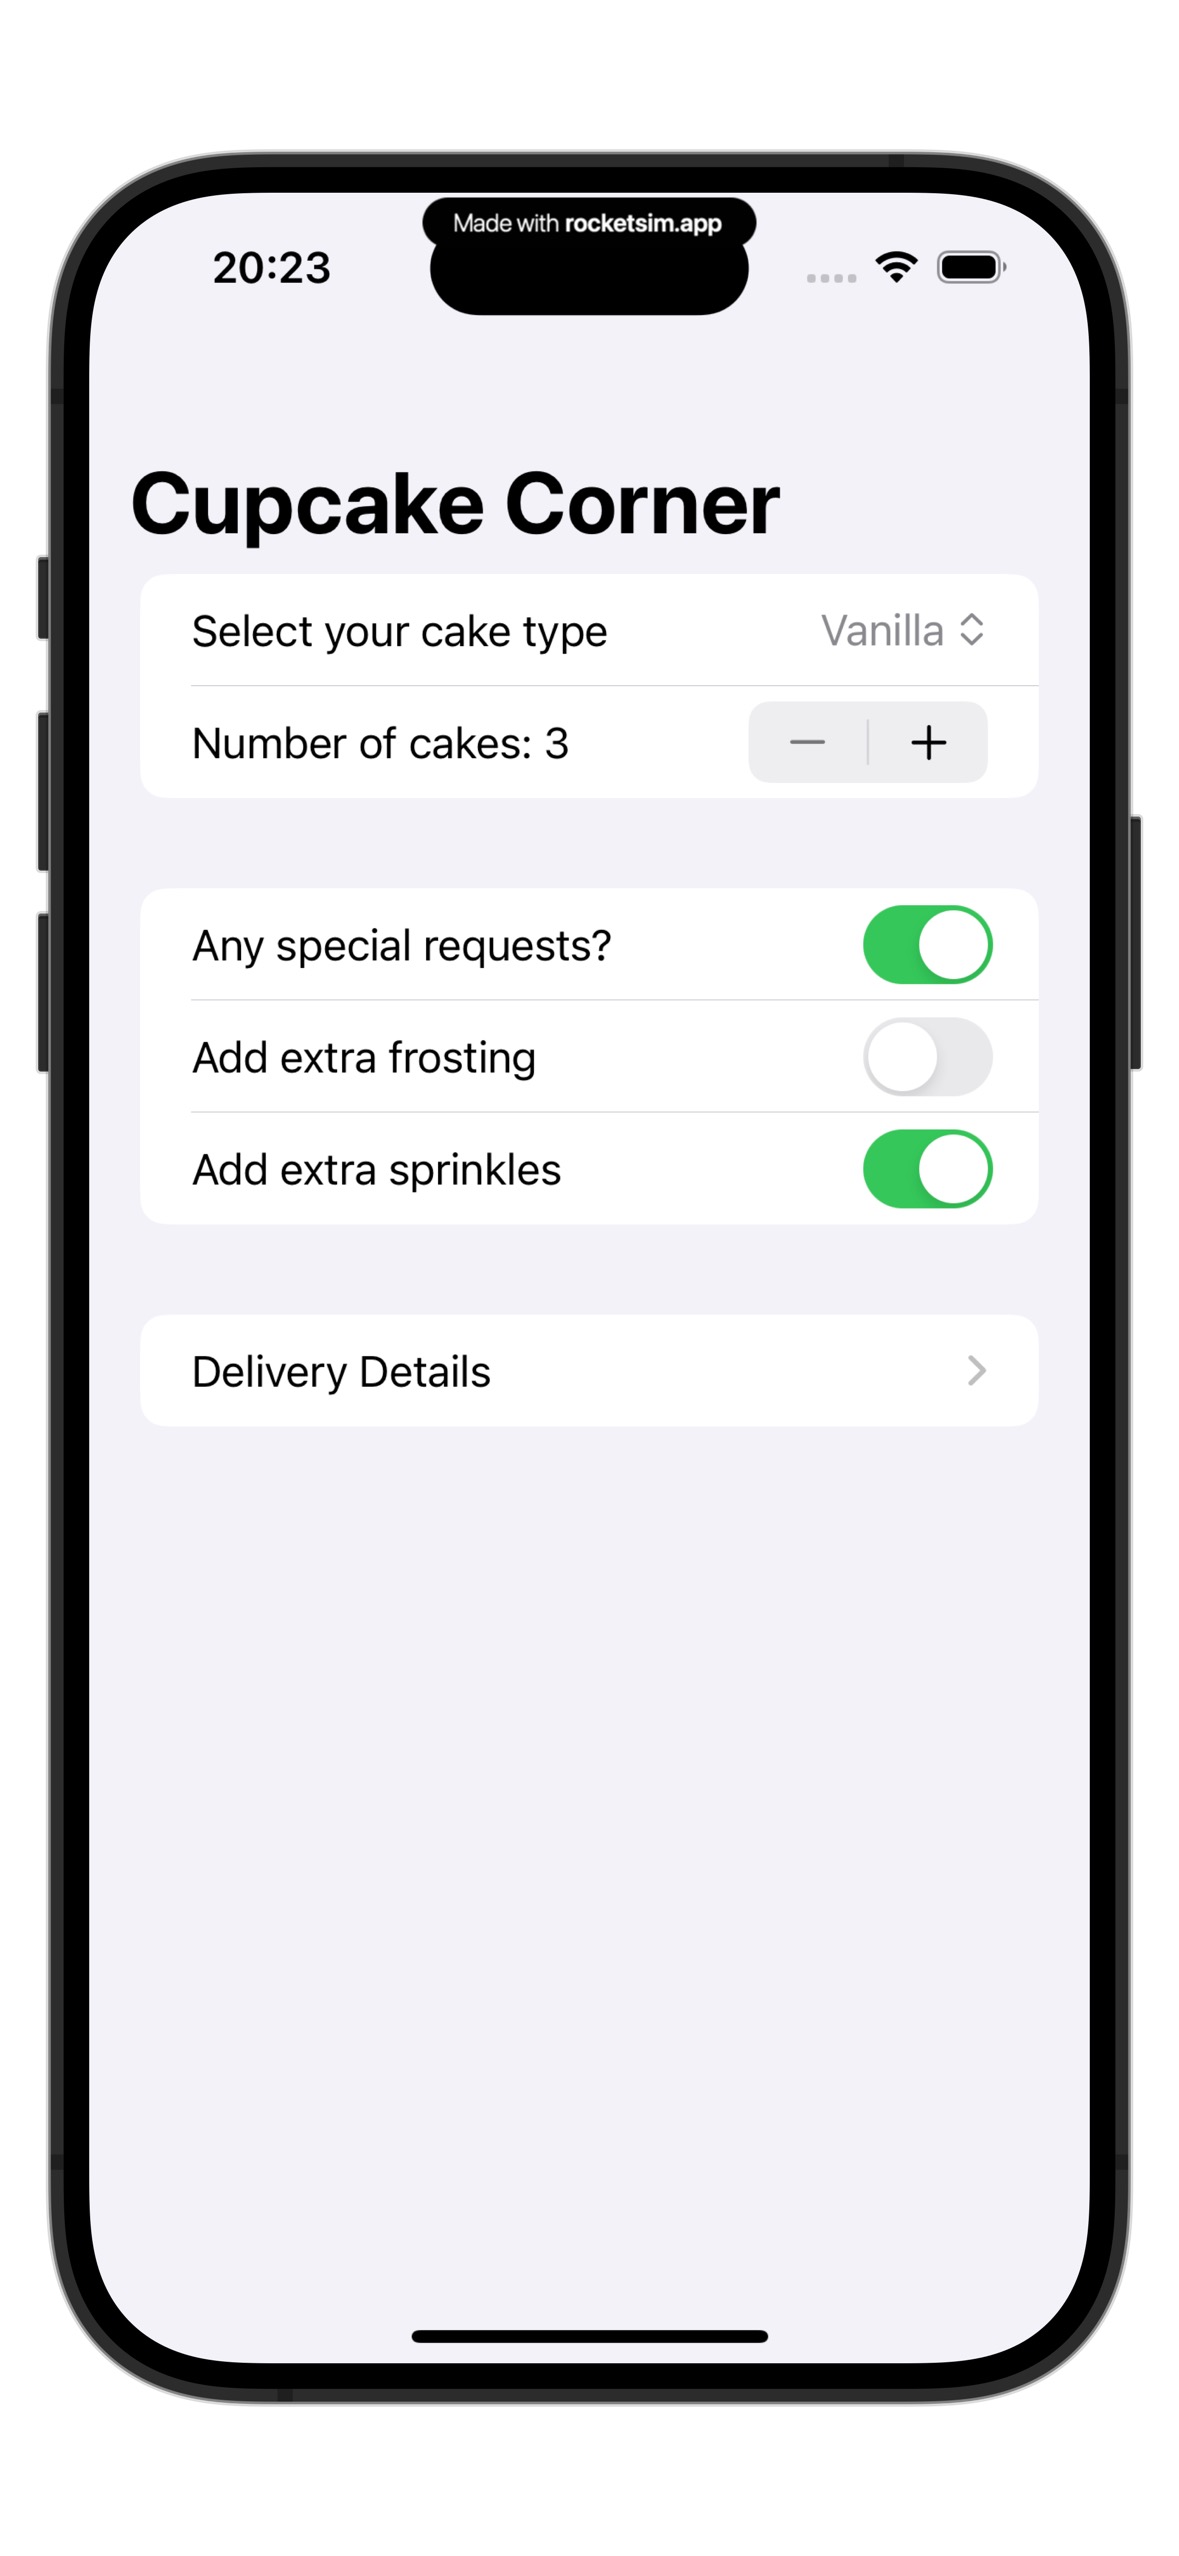 Made with rocketsim.app
20:23
Cupcake Corner
Select your cake type Vanilla
Number of cakes: 3
Any special requests?
Add extra frosting
Add extra sprinkles
Delivery Details